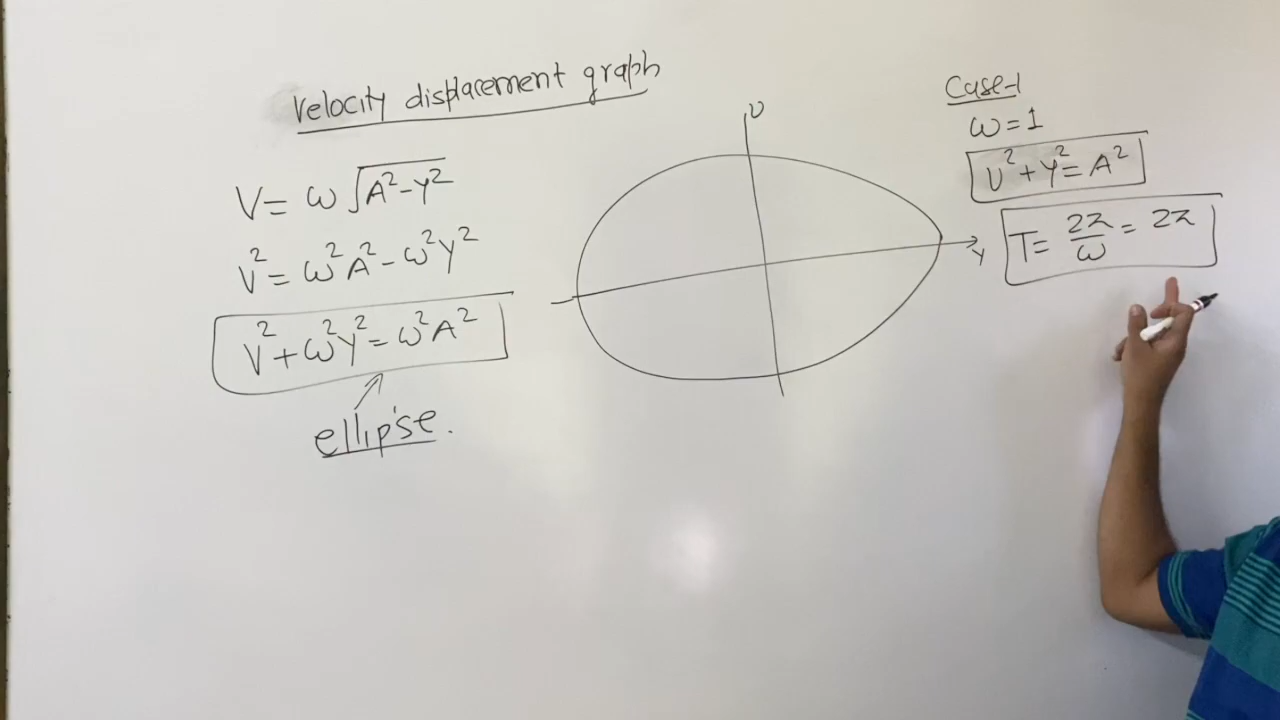 Velocity displacement graph
V = ω √A² - Y²
V² = ω²A² - ω²Y²
V² + ω²Y² = ω²A²
ellipse.
υ
Y
Case-1
ω = 1
υ² + Y² = A²
T = 2π/ω = 2π